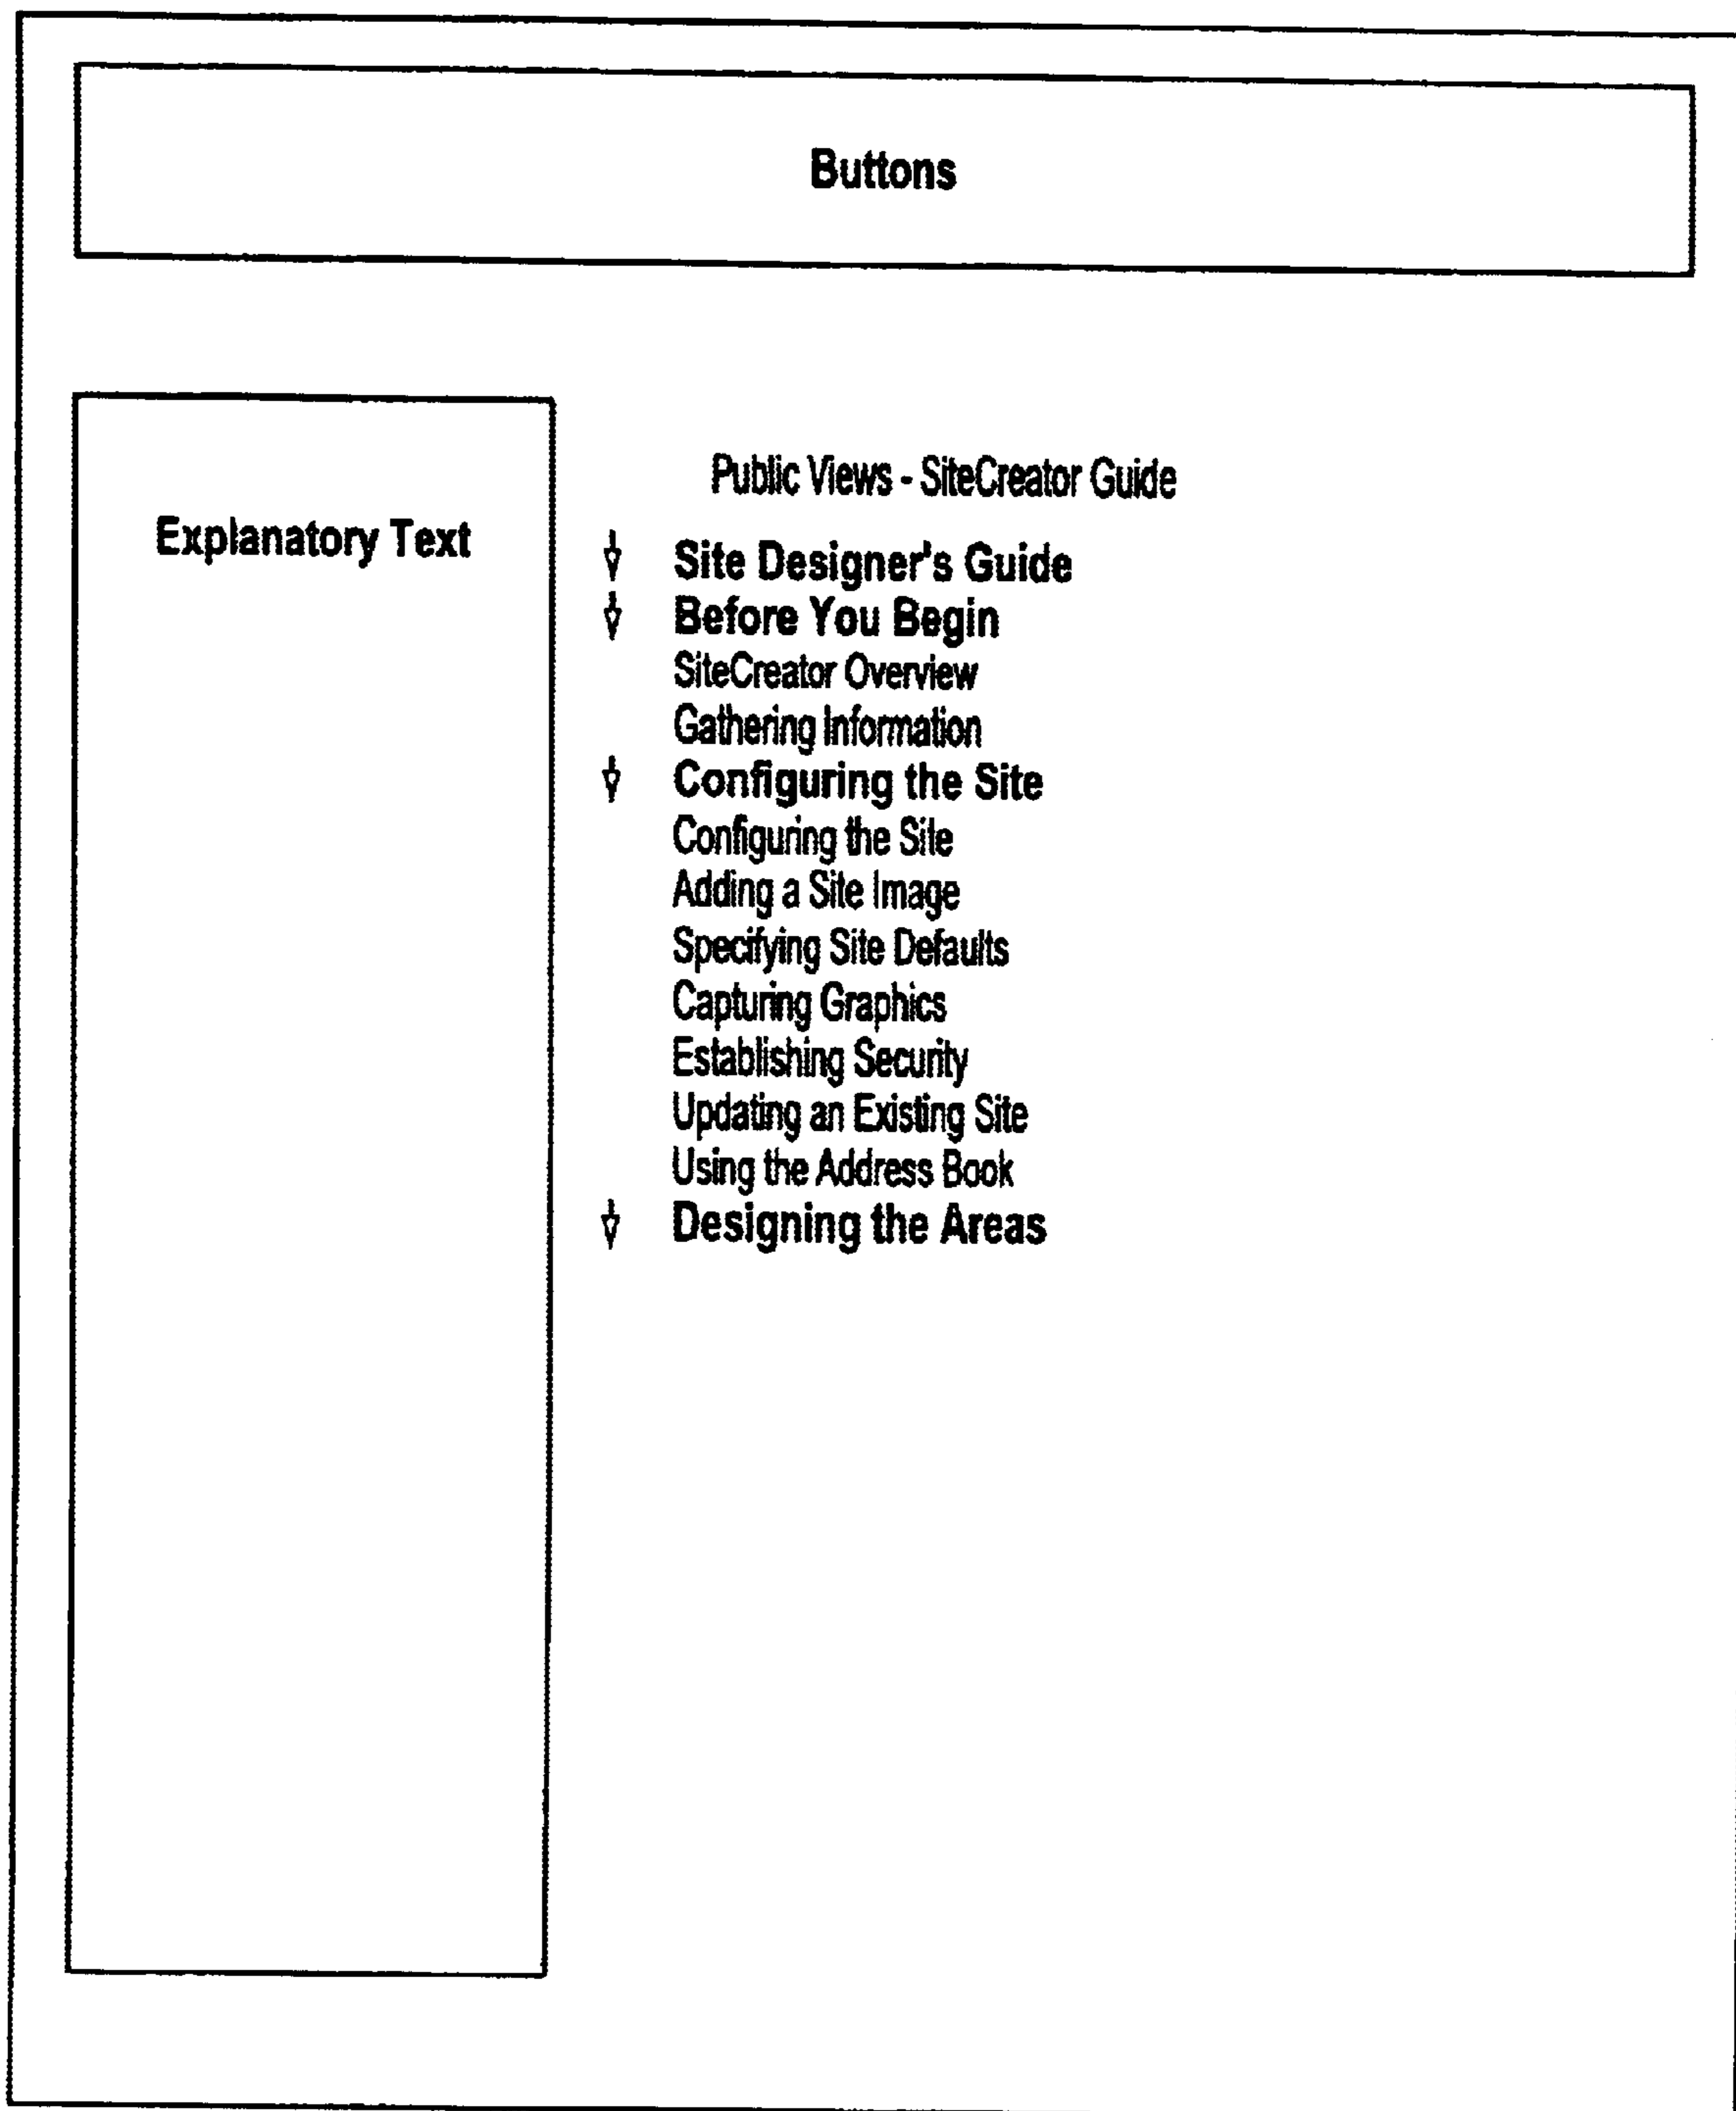 Buttons
Explanatory Text
Public Views - SiteCreator Guide
Site Designer's Guide
Before You Begin
SiteCreator Overview
Gathering Information
Configuring the Site
Configuring the Site
Adding a Site Image
Specifying Site Defaults
Capturing Graphics
Establishing Security
Updating an Existing Site
Using the Address Book
Designing the Areas